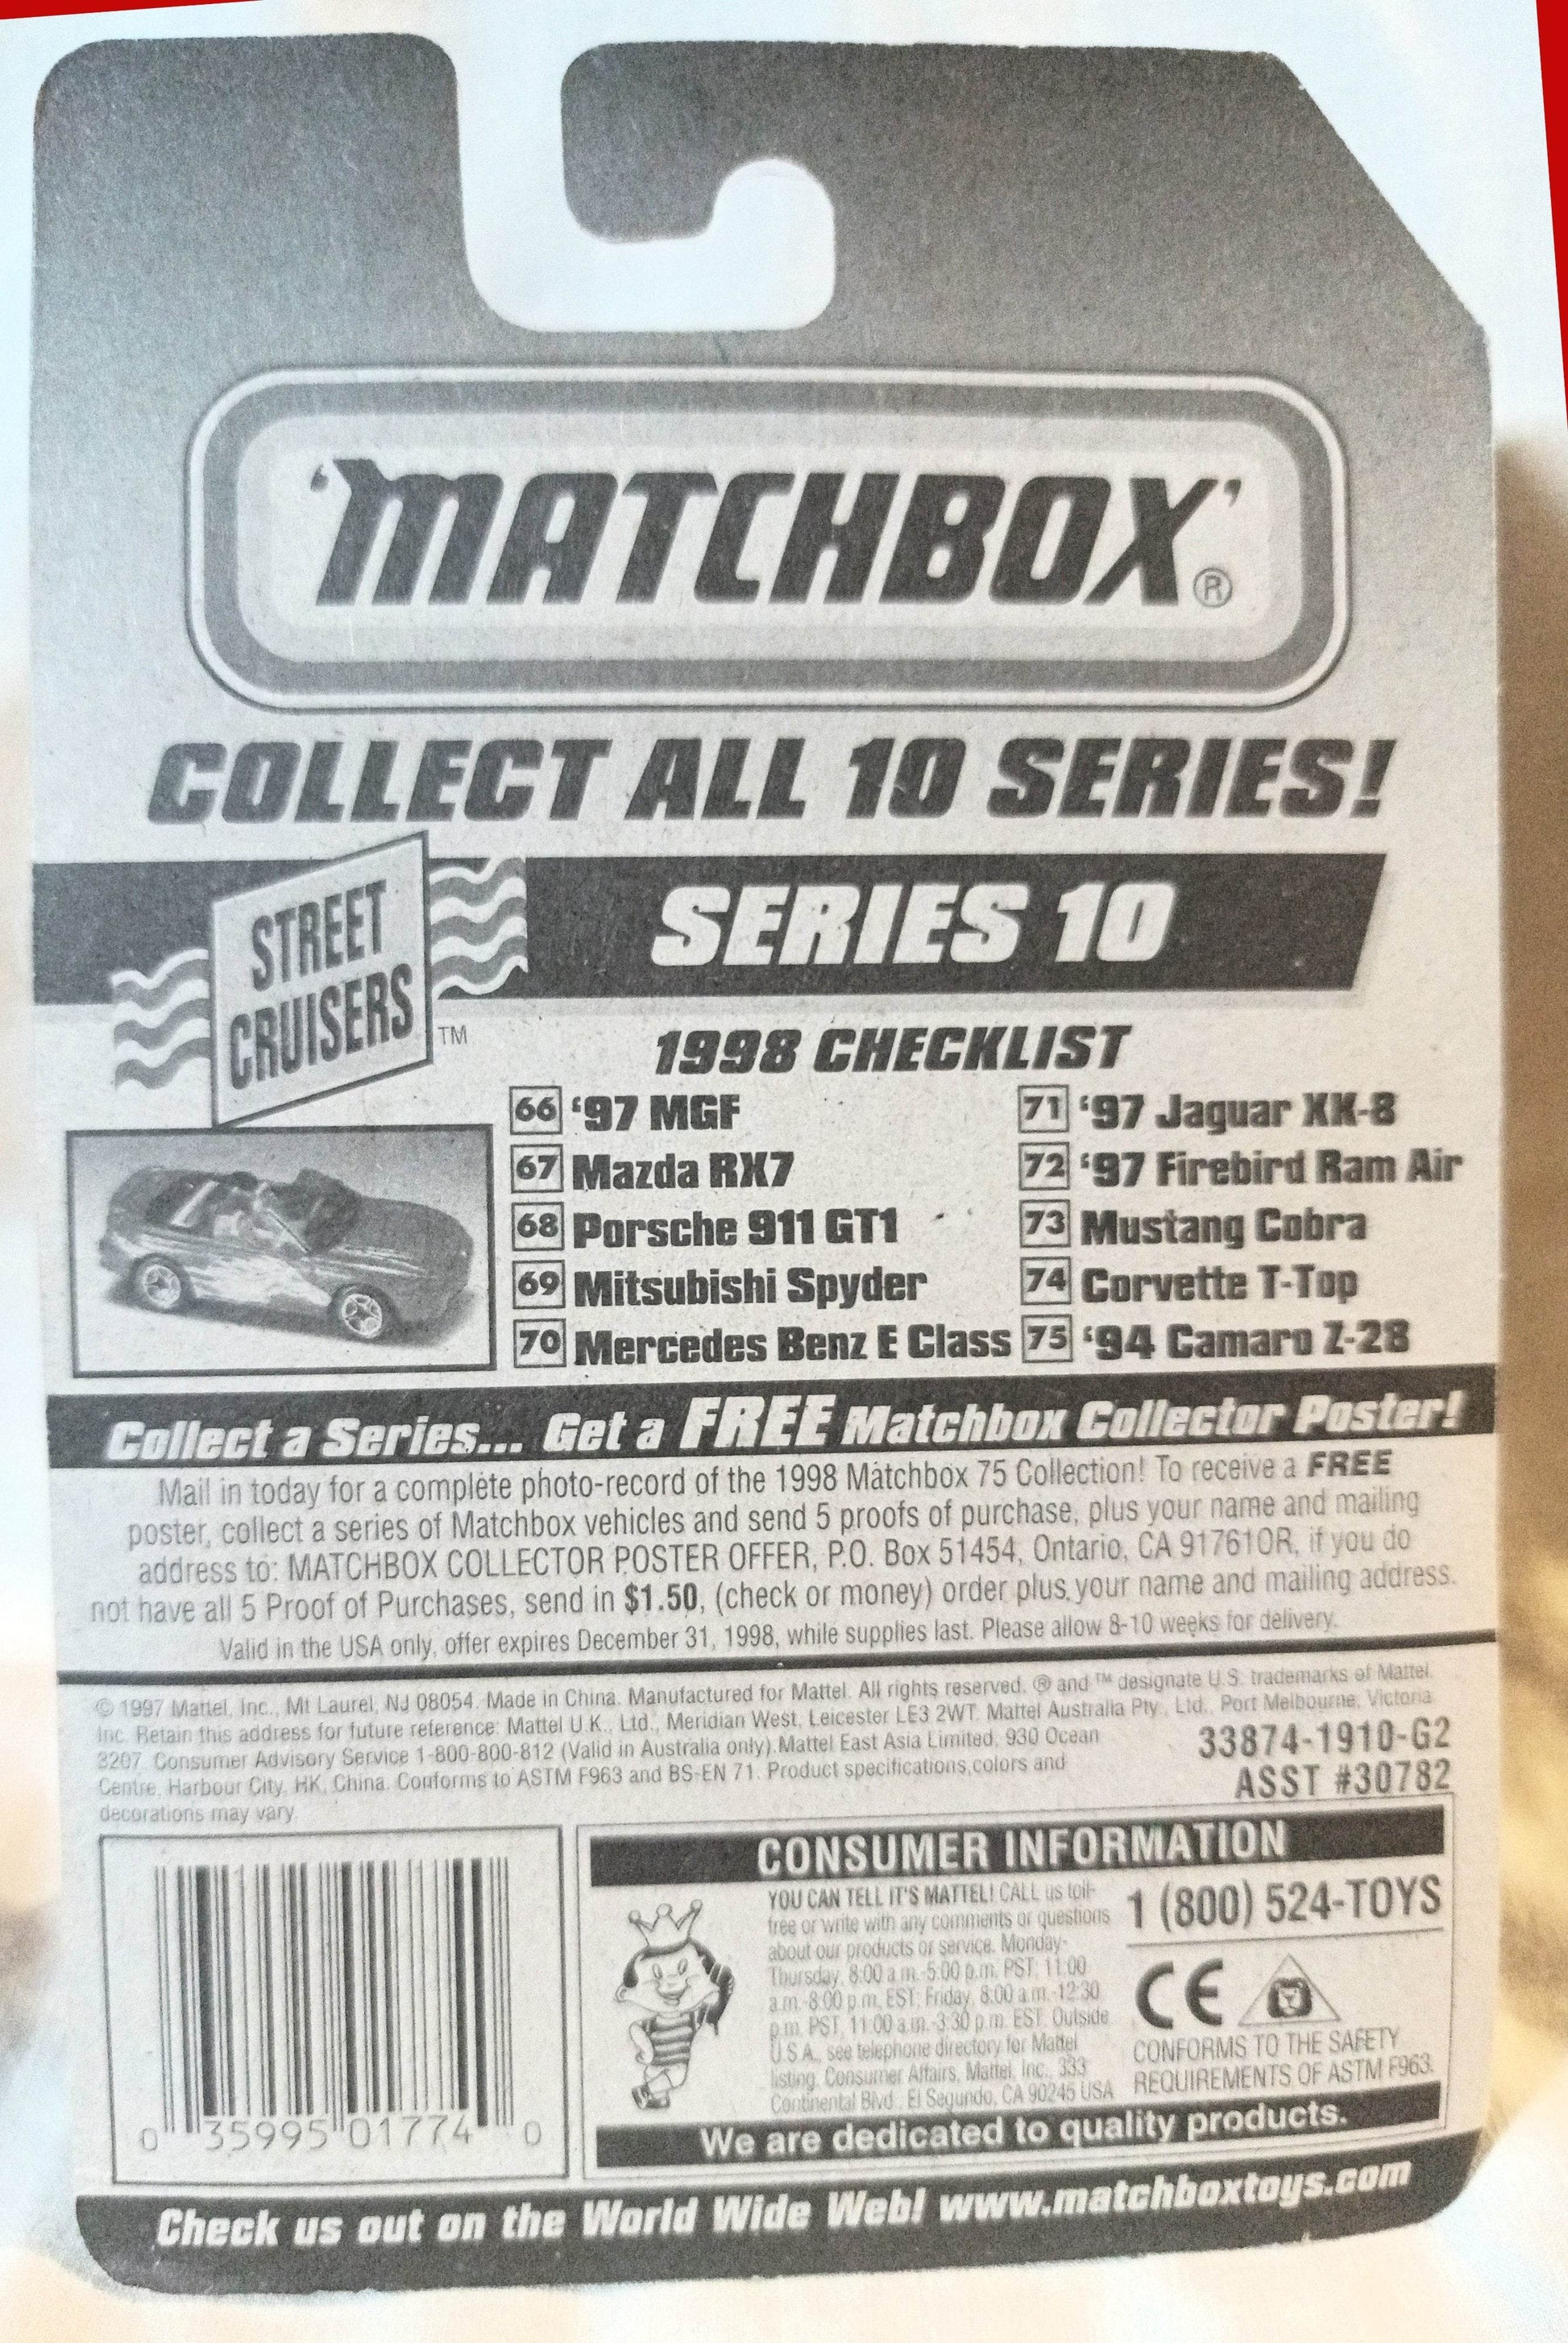 'MATCHBOX'®
COLLECT ALL 10 SERIES!
STREET
CRUISERS™
SERIES 10
1998 CHECKLIST
66 '97 MGF
67 Mazda RX7
68 Porsche 911 GT1
69 Mitsubishi Spyder
70 Mercedes Benz E Class
71 '97 Jaguar XK-8
72 '97 Firebird Ram Air
73 Mustang Cobra
74 Corvette T-Top
75 '94 Camaro Z-28
Collect a Series... Get a FREE Matchbox Collector Poster!
Mail in today for a complete photo-record of the 1998 Matchbox 75 Collection! To receive a FREE
poster, collect a series of Matchbox vehicles and send 5 proofs of purchase, plus your name and mailing
address to: MATCHBOX COLLECTOR POSTER OFFER, P.O. Box 51454, Ontario, CA 91761OR, if you do
not have all 5 Proof of Purchases, send in $1.50, (check or money) order plus your name and mailing address.
Valid in the USA only, offer expires December 31, 1998, while supplies last. Please allow 8-10 weeks for delivery.
© 1997 Mattel, Inc., Mt Laurel, NJ 08054. Made in China. Manufactured for Mattel. All rights reserved. ® and ™ designate U.S. trademarks of Mattel
Inc. Retain this address for future reference: Mattel U.K., Ltd., Meridian West, Leicester LE3 2WT. Mattel Australia Pty., Ltd., Port Melbourne, Victoria
3207. Consumer Advisory Service 1-800-800-812 (Valid in Australia only). Mattel East Asia Limited, 930 Ocean
Centre, Harbour City, HK, China. Conforms to ASTM F963 and BS-EN 71. Product specifications, colors and
decorations may vary.
33874-1910-G2
ASST #30782
0 35995 01774 0
CONSUMER INFORMATION
YOU CAN TELL IT'S MATTEL! CALL us toll-
free or write with any comments or questions
about our products or service. Monday-
Thursday, 8:00 a.m.-5:00 p.m. PST, 11:00
a.m.-8:00 p.m. EST; Friday, 8:00 a.m.-12:30
p.m. PST, 11:00 a.m.-3:30 p.m. EST. Outside
U.S.A., see telephone directory for Mattel
listing. Consumer Affairs, Mattel, Inc., 333
Continental Blvd., El Segundo, CA 90245 USA
1 (800) 524-TOYS
CE
CONFORMS TO THE SAFETY
REQUIREMENTS OF ASTM F963.
We are dedicated to quality products.
Check us out on the World Wide Web! www.matchboxtoys.com